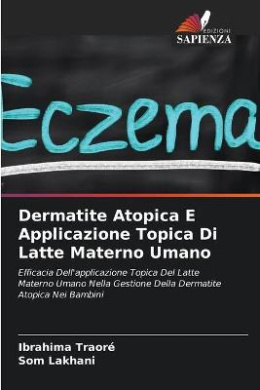 EDIZIONI
SAPIENZA
Eczema
Dermatite Atopica E
Applicazione Topica Di
Latte Materno Umano
Efficacia Dell'applicazione Topica Del Latte
Materno Umano Nella Gestione Della Dermatite
Atopica Nei Bambini
Ibrahima Traoré
Som Lakhani